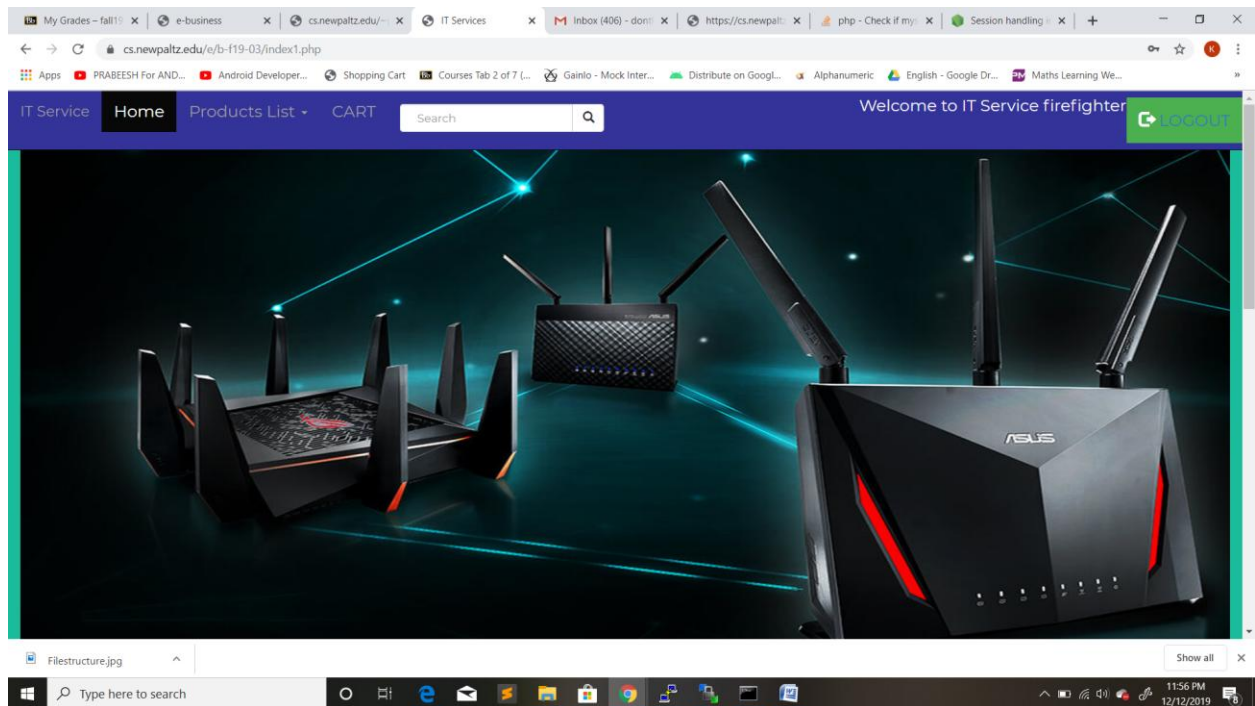 My Grades – fall19
e-business
cs.newpaltz.edu/~
IT Services
Inbox (406) - donti
https://cs.newpaltz
php - Check if mys
Session handling
cs.newpaltz.edu/e/b-f19-03/index1.php
K
Apps
PRABEESH For AND...
Android Developer...
Shopping Cart
Courses Tab 2 of 7 (...
Gainlo - Mock Inter...
Distribute on Googl...
Alphanumeric
English - Google Dr...
Maths Learning We...
»
IT Service
Home
Products List
CART
Search
Welcome to IT Service firefighter
LOGOUT
ASUS
Filestructure.jpg
Show all
Type here to search
11:56 PM
12/12/2019
8